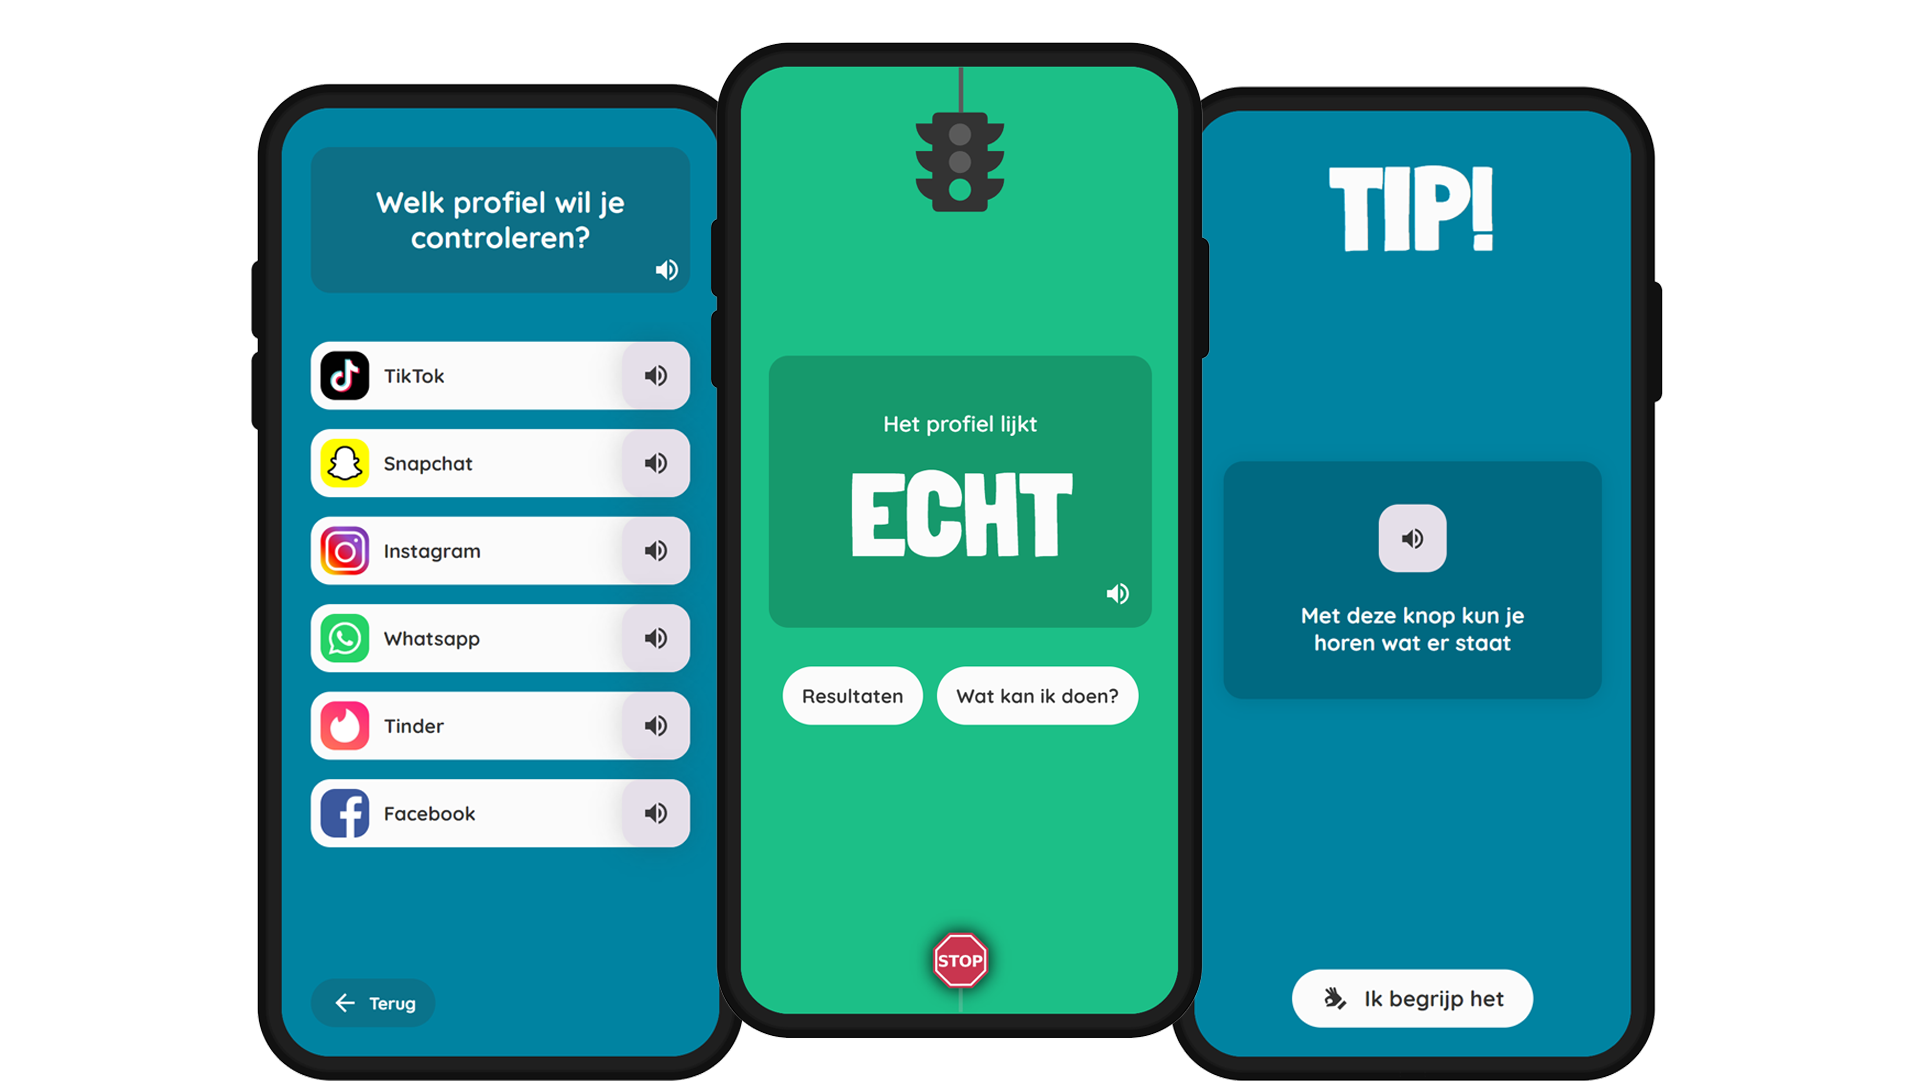 Welk profiel wil je
controleren?
TikTok
Snapchat
Instagram
Whatsapp
Tinder
Facebook
Terug
Het profiel lijkt
ECHT
Resultaten
Wat kan ik doen?
STOP
TIP!
Met deze knop kun je
horen wat er staat
Ik begrijp het